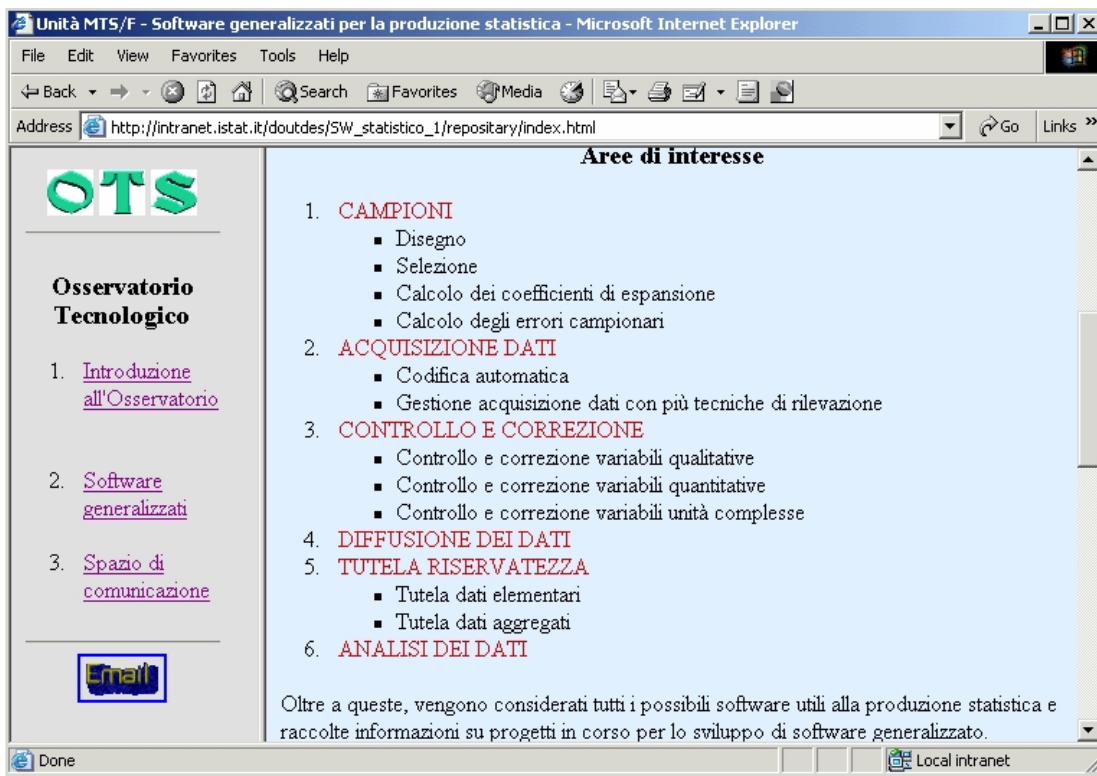 Unità MTS/F - Software generalizzati per la produzione statistica - Microsoft Internet Explorer
File Edit View Favorites Tools Help
Back Search Favorites Media
Address http://intranet.istat.it/doutdes/SW_statistico_1/repositary/index.html Go Links »
OTS
Osservatorio
Tecnologico
1. Introduzione
all'Osservatorio
2. Software
generalizzati
3. Spazio di
comunicazione
Email
Aree di interesse
1. CAMPIONI
▪ Disegno
▪ Selezione
▪ Calcolo dei coefficienti di espansione
▪ Calcolo degli errori campionari
2. ACQUISIZIONE DATI
▪ Codifica automatica
▪ Gestione acquisizione dati con più tecniche di rilevazione
3. CONTROLLO E CORREZIONE
▪ Controllo e correzione variabili qualitative
▪ Controllo e correzione variabili quantitative
▪ Controllo e correzione variabili unità complesse
4. DIFFUSIONE DEI DATI
5. TUTELA RISERVATEZZA
▪ Tutela dati elementari
▪ Tutela dati aggregati
6. ANALISI DEI DATI
Oltre a queste, vengono considerati tutti i possibili software utili alla produzione statistica e
raccolte informazioni su progetti in corso per lo sviluppo di software generalizzato.
Done Local intranet